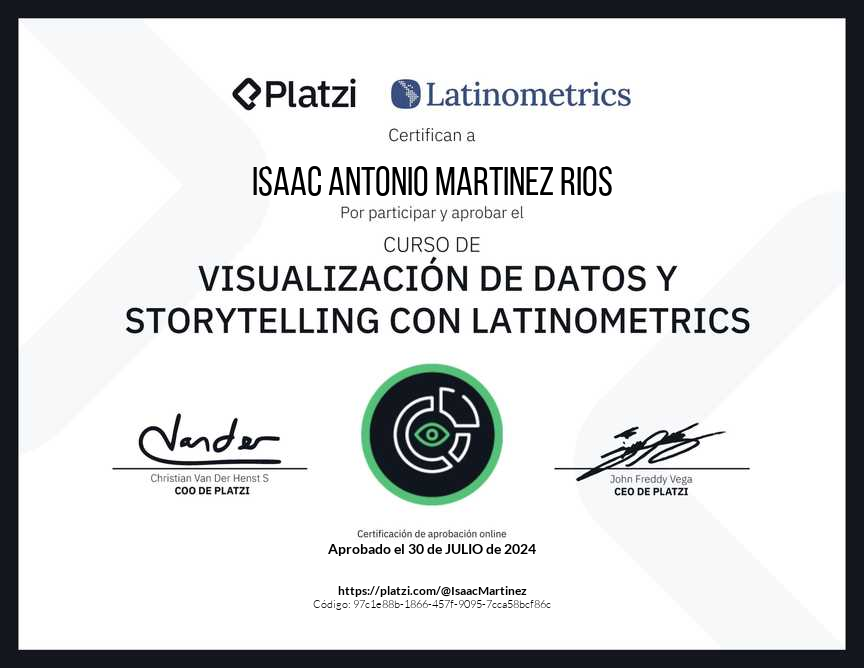 Platzi Latinometrics
Certifican a
ISAAC ANTONIO MARTINEZ RIOS
Por participar y aprobar el
CURSO DE
VISUALIZACIÓN DE DATOS Y
STORYTELLING CON LATINOMETRICS
Vander
Christian Van Der Henst S
COO DE PLATZI
John Freddy Vega
CEO DE PLATZI
Certificación de aprobación online
Aprobado el 30 de JULIO de 2024
https://platzi.com/@IsaacMartinez
Código: 97c1e88b-1866-457f-9095-7cca58bcf86c